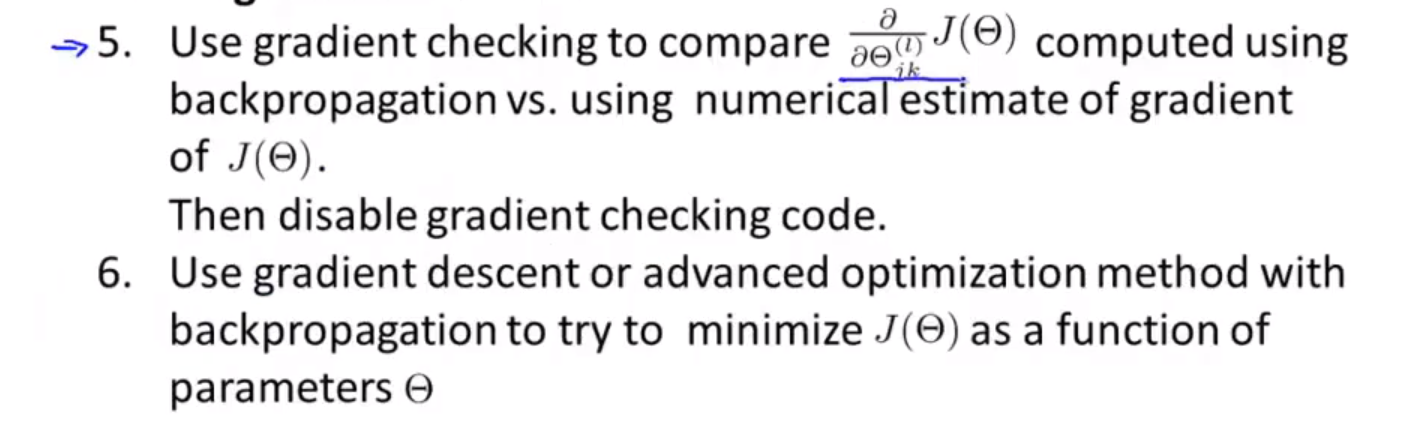 → 5. Use gradient checking to compare $\frac{\partial}{\partial \Theta_{jk}^{(l)}} J(\Theta)$ computed using
backpropagation vs. using numerical estimate of gradient
of $J(\Theta)$.
Then disable gradient checking code.
6. Use gradient descent or advanced optimization method with
backpropagation to try to minimize $J(\Theta)$ as a function of
parameters $\Theta$